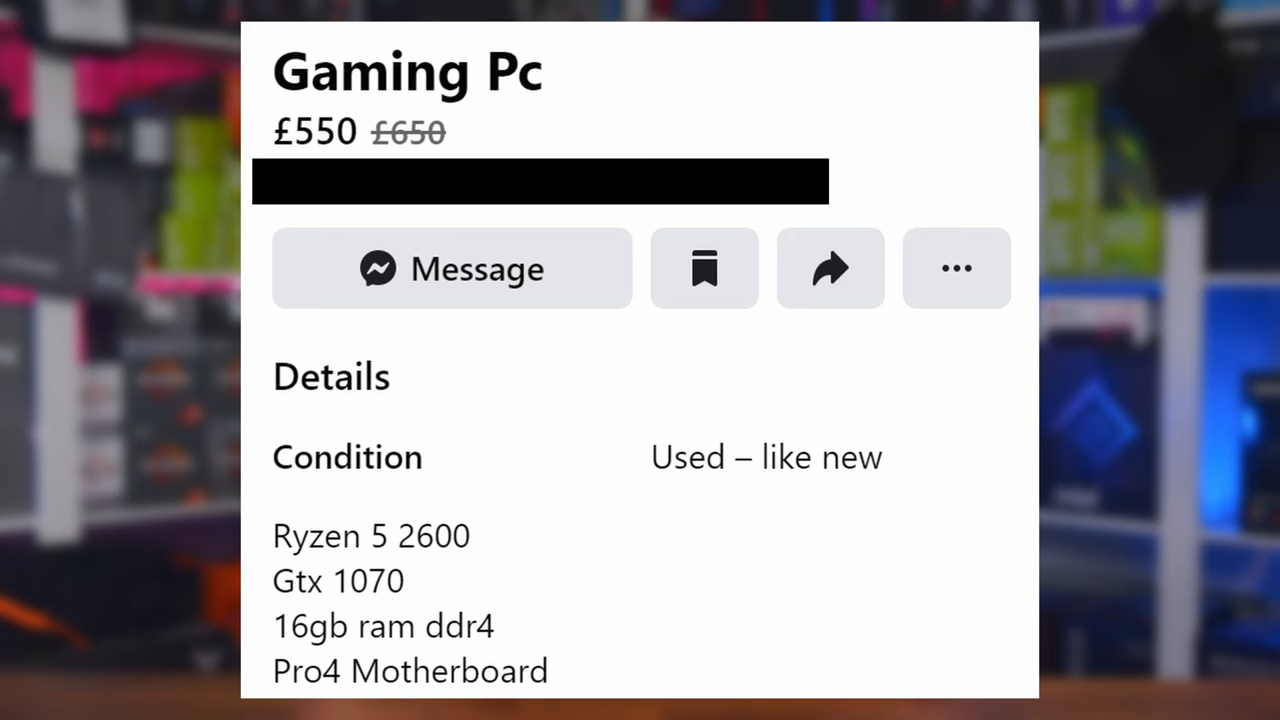 Gaming Pc
£550 £650
Message
Details
Condition Used – like new
Ryzen 5 2600
Gtx 1070
16gb ram ddr4
Pro4 Motherboard